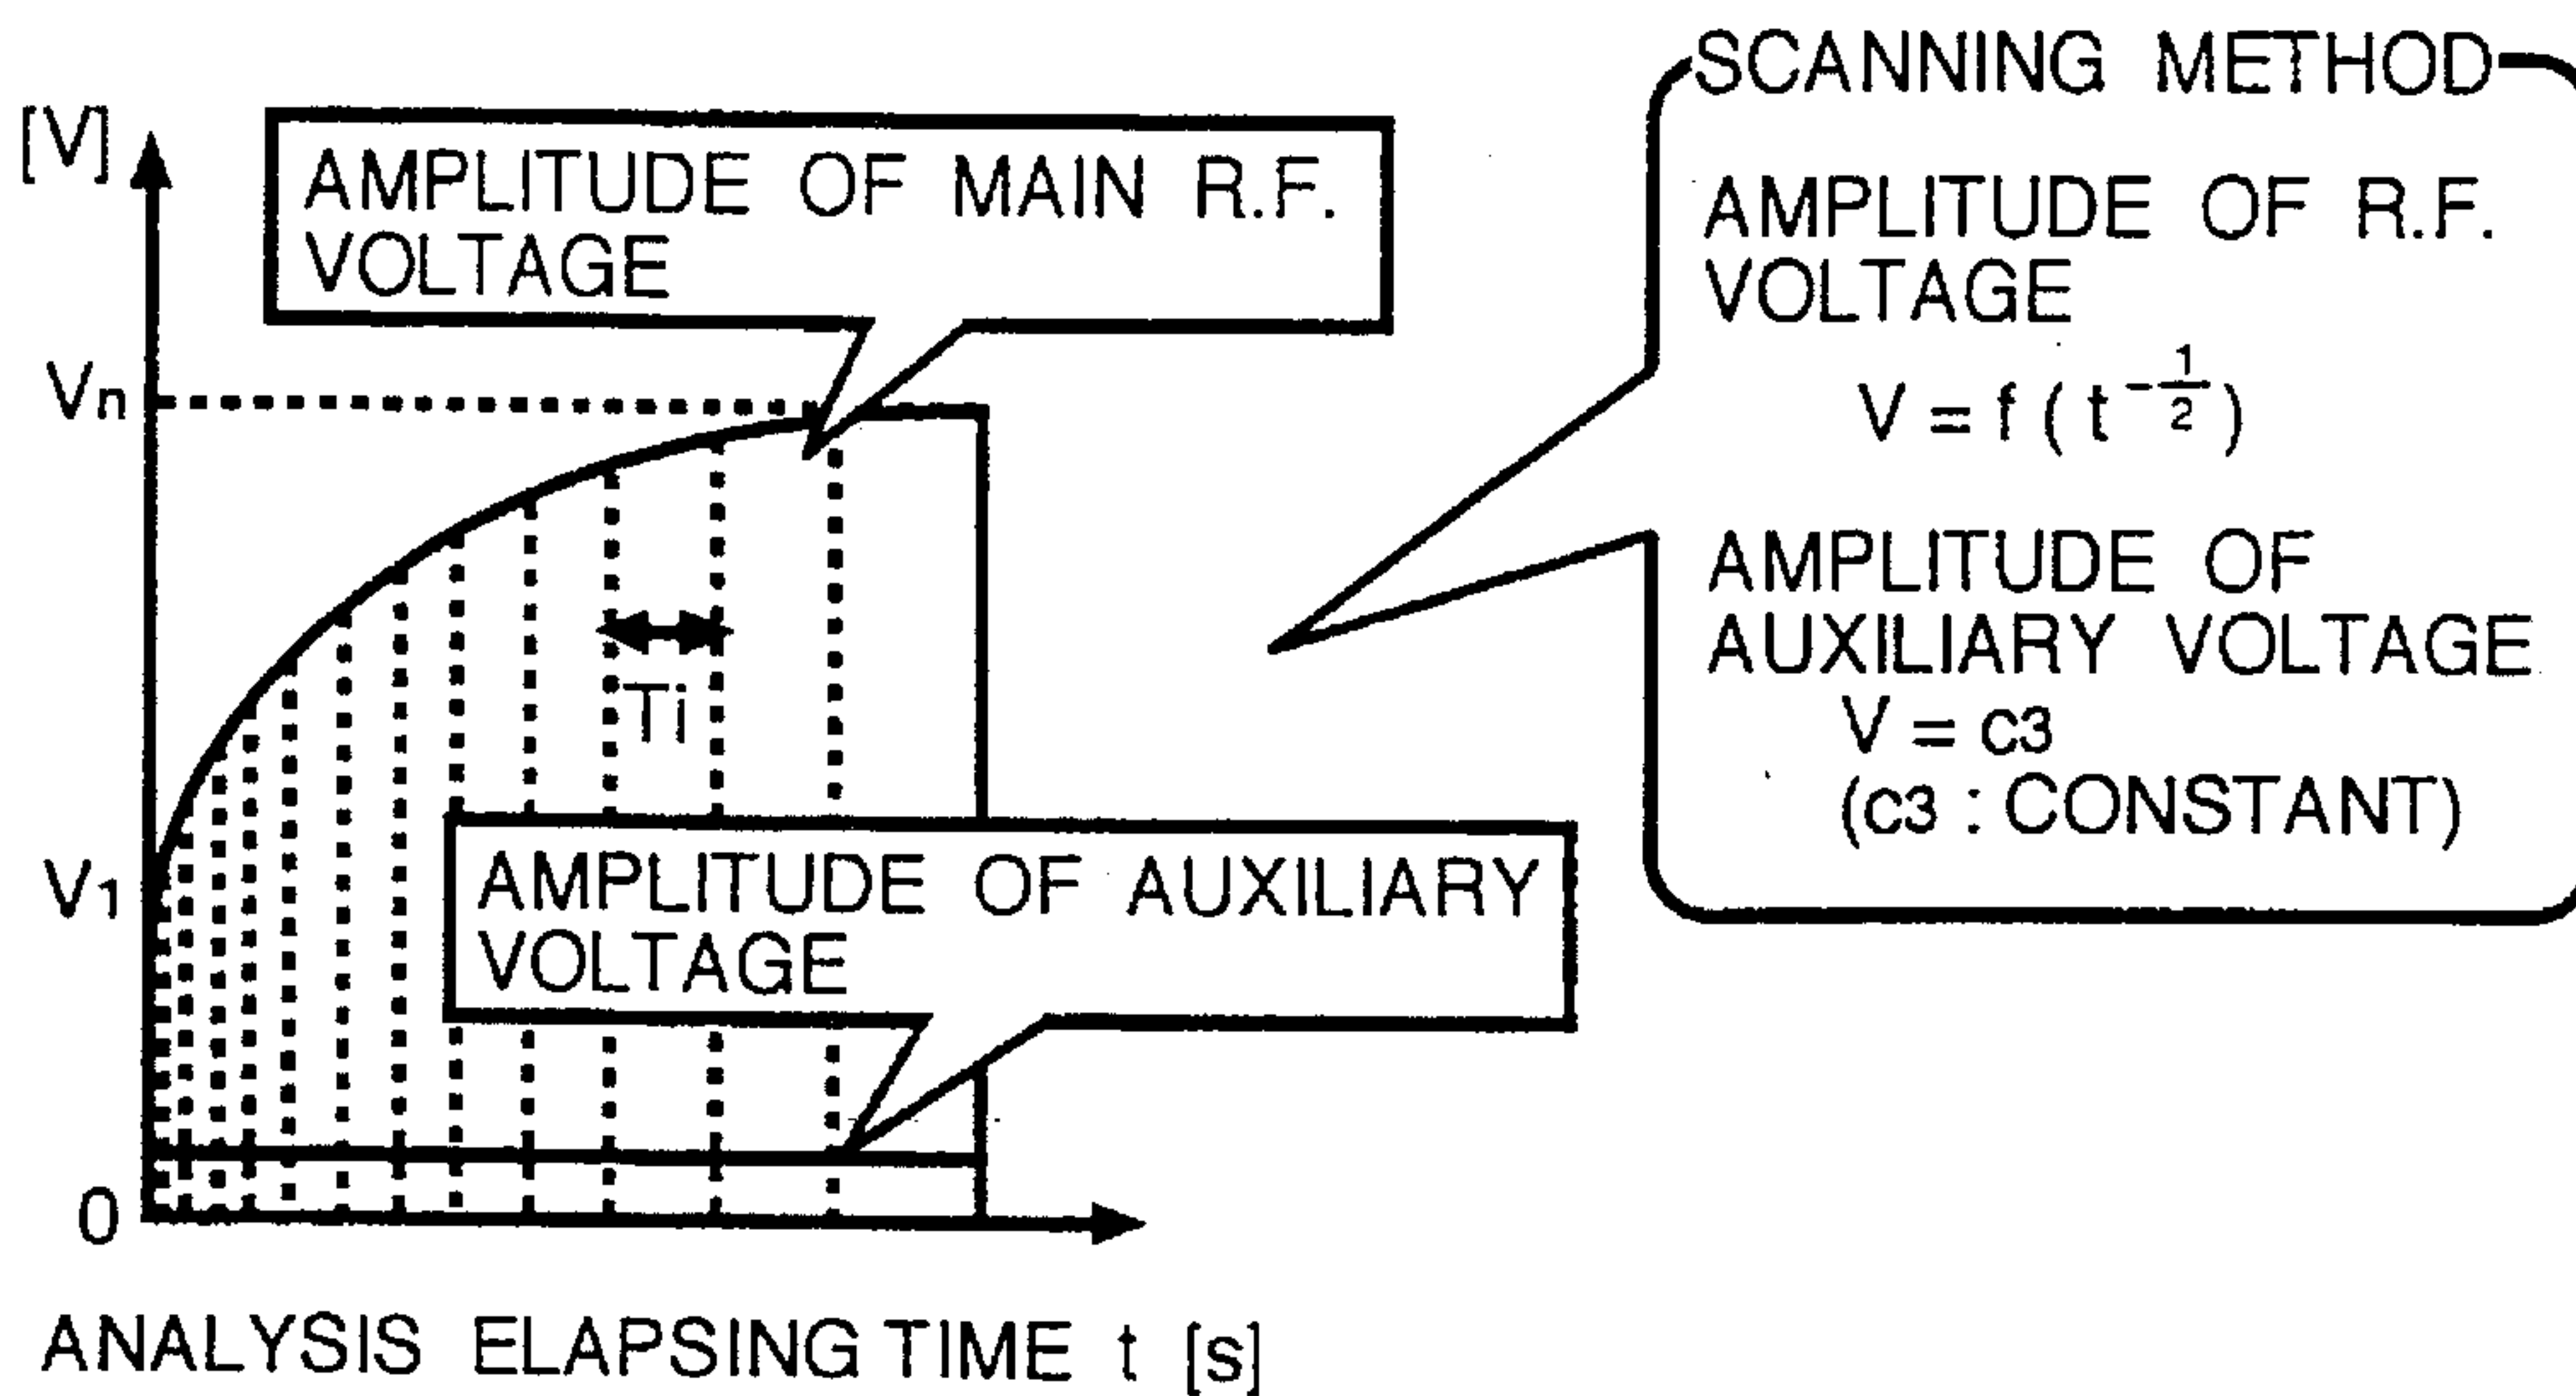 [V]
AMPLITUDE OF MAIN R.F.
VOLTAGE
Vn
Ti
V1
AMPLITUDE OF AUXILIARY
VOLTAGE
0
ANALYSIS ELAPSING TIME t [s]
SCANNING METHOD
AMPLITUDE OF R.F.
VOLTAGE
V = f ( t^{-\frac{1}{2}} )
AMPLITUDE OF
AUXILIARY VOLTAGE
V = c3
(c3 : CONSTANT)